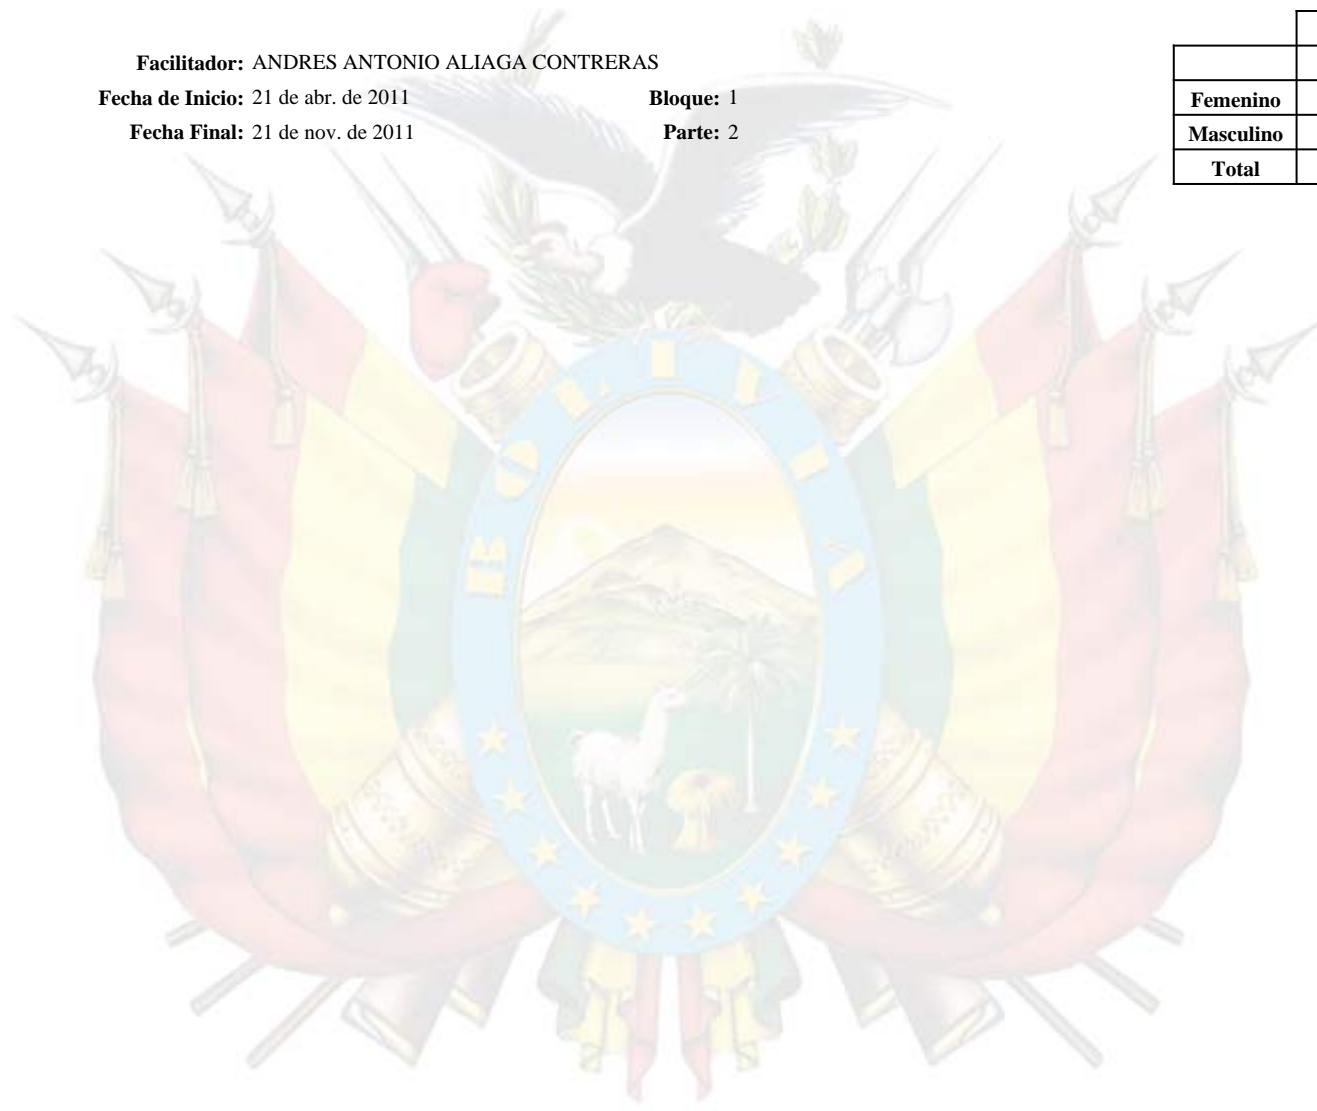 Facilitador: ANDRES ANTONIO ALIAGA CONTRERAS
Fecha de Inicio: 21 de abr. de 2011 Bloque: 1
Fecha Final: 21 de nov. de 2011 Parte: 2
Femenino
Masculino
Total
BOLIVIA